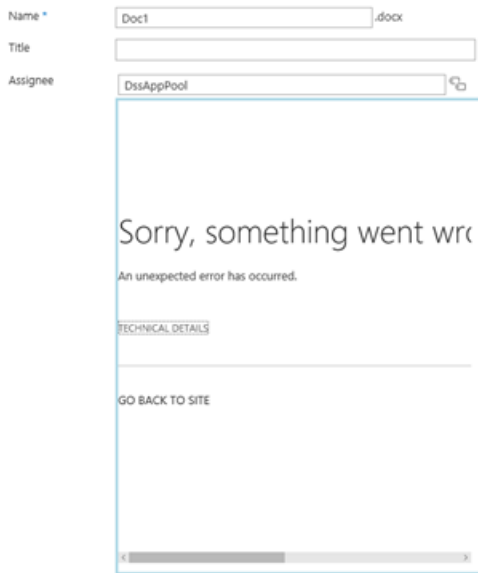 Name *
Doc1 .docx
Title
Assignee
DssAppPool
Sorry, something went wro
An unexpected error has occurred.
TECHNICAL DETAILS
GO BACK TO SITE